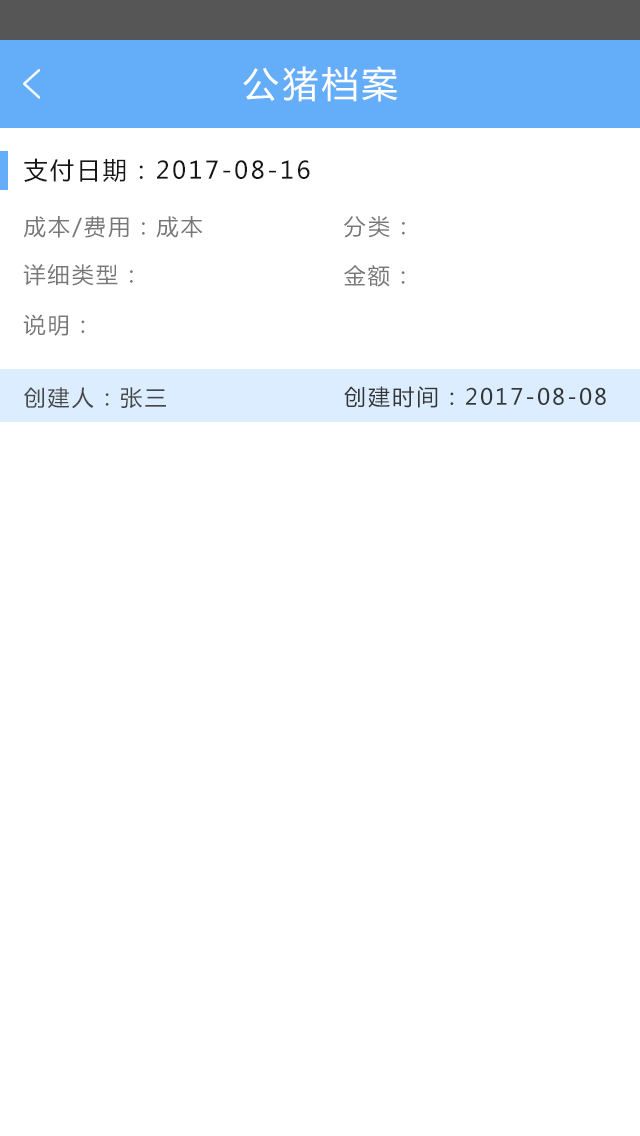 公猪档案
支付日期：2017-08-16
成本/费用：成本 分类：
详细类型： 金额：
说明：
创建人：张三 创建时间：2017-08-08